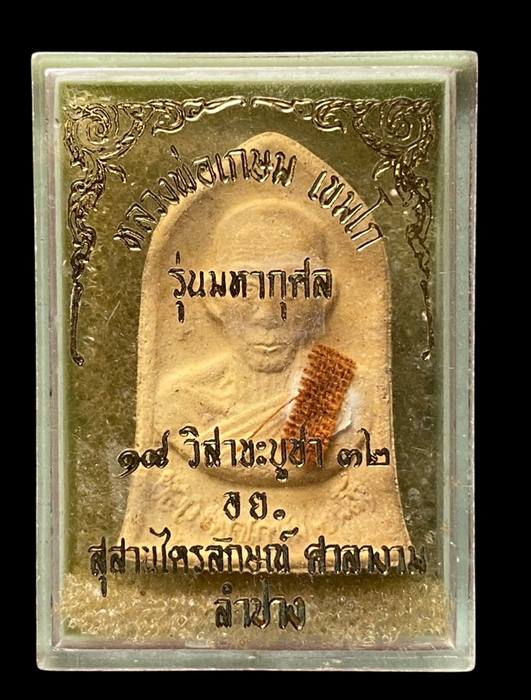 หลวงพ่อเกษม เขมโก
รุ่นมหากุศล
๑๘ วิสาขะบูชา ๓๒
อย.
สุสานไตรลักษณ์ ศาลางาม
ลำปาง